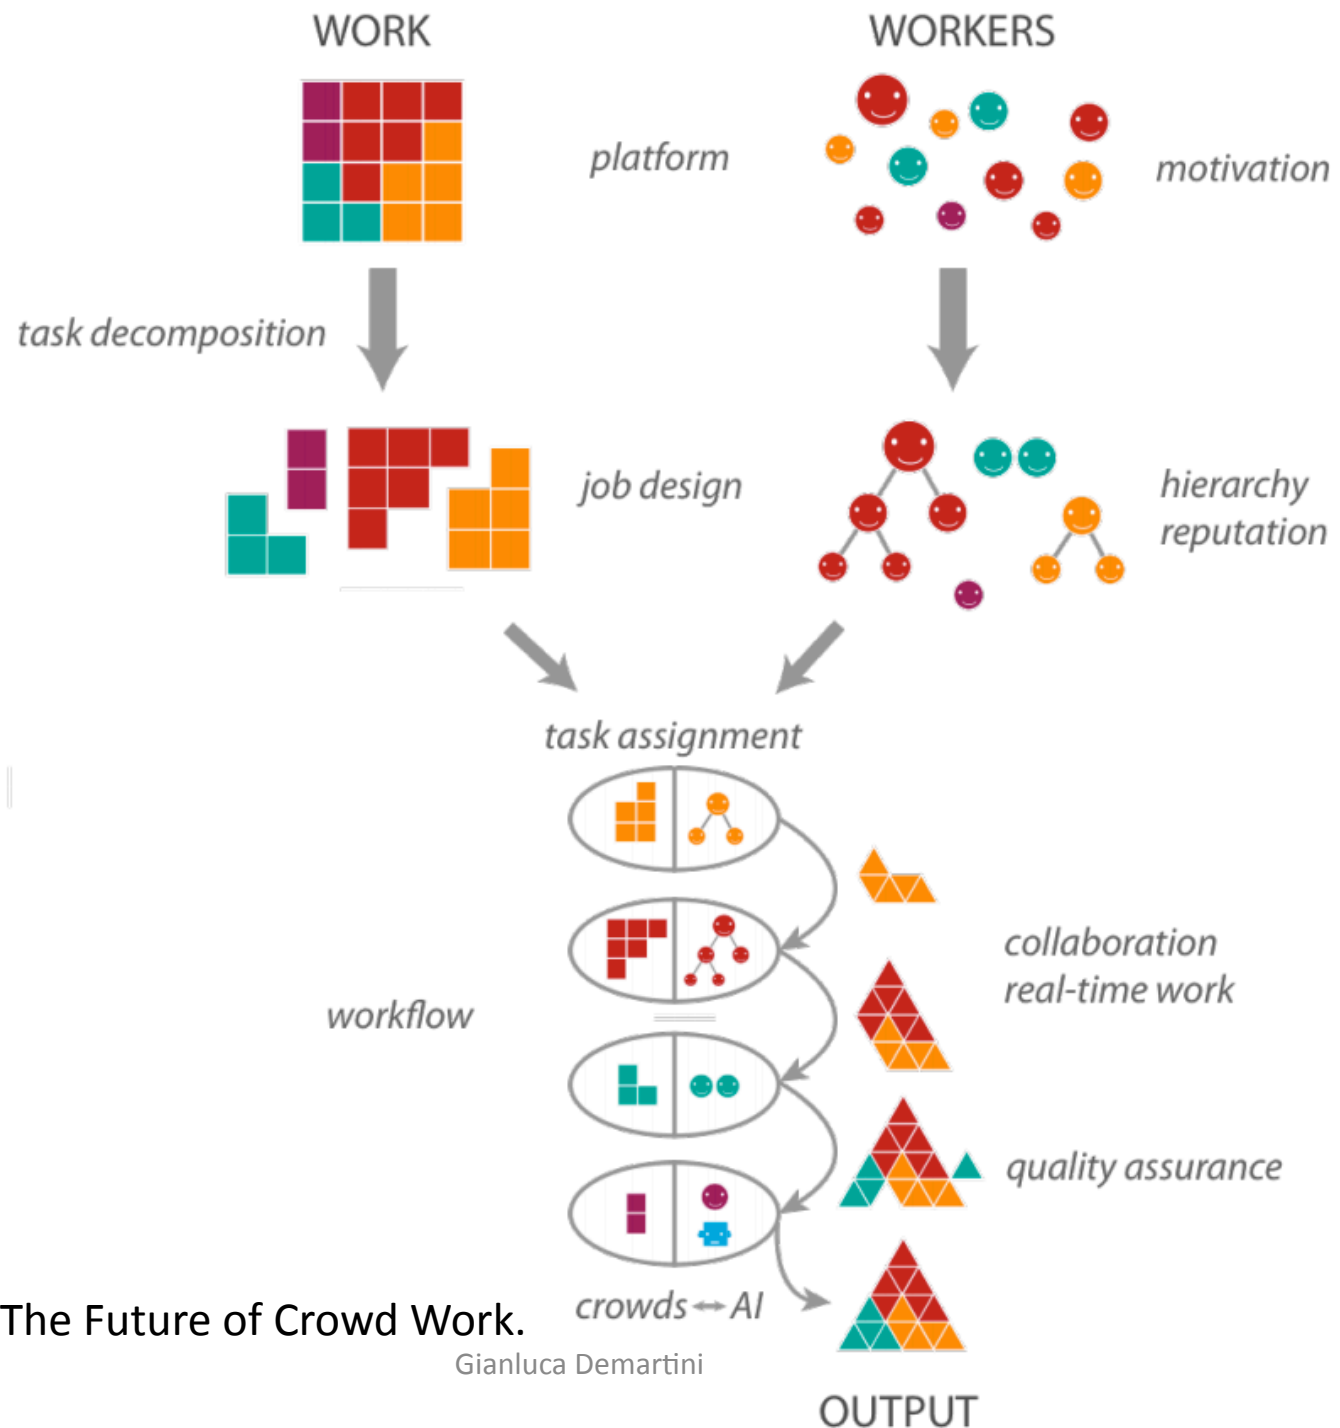 WORK
WORKERS
platform
motivation
task decomposition
job design
hierarchy
reputation
task assignment
collaboration
real-time work
workflow
quality assurance
crowds ↔ AI
The Future of Crowd Work.
Gianluca Demartini
OUTPUT